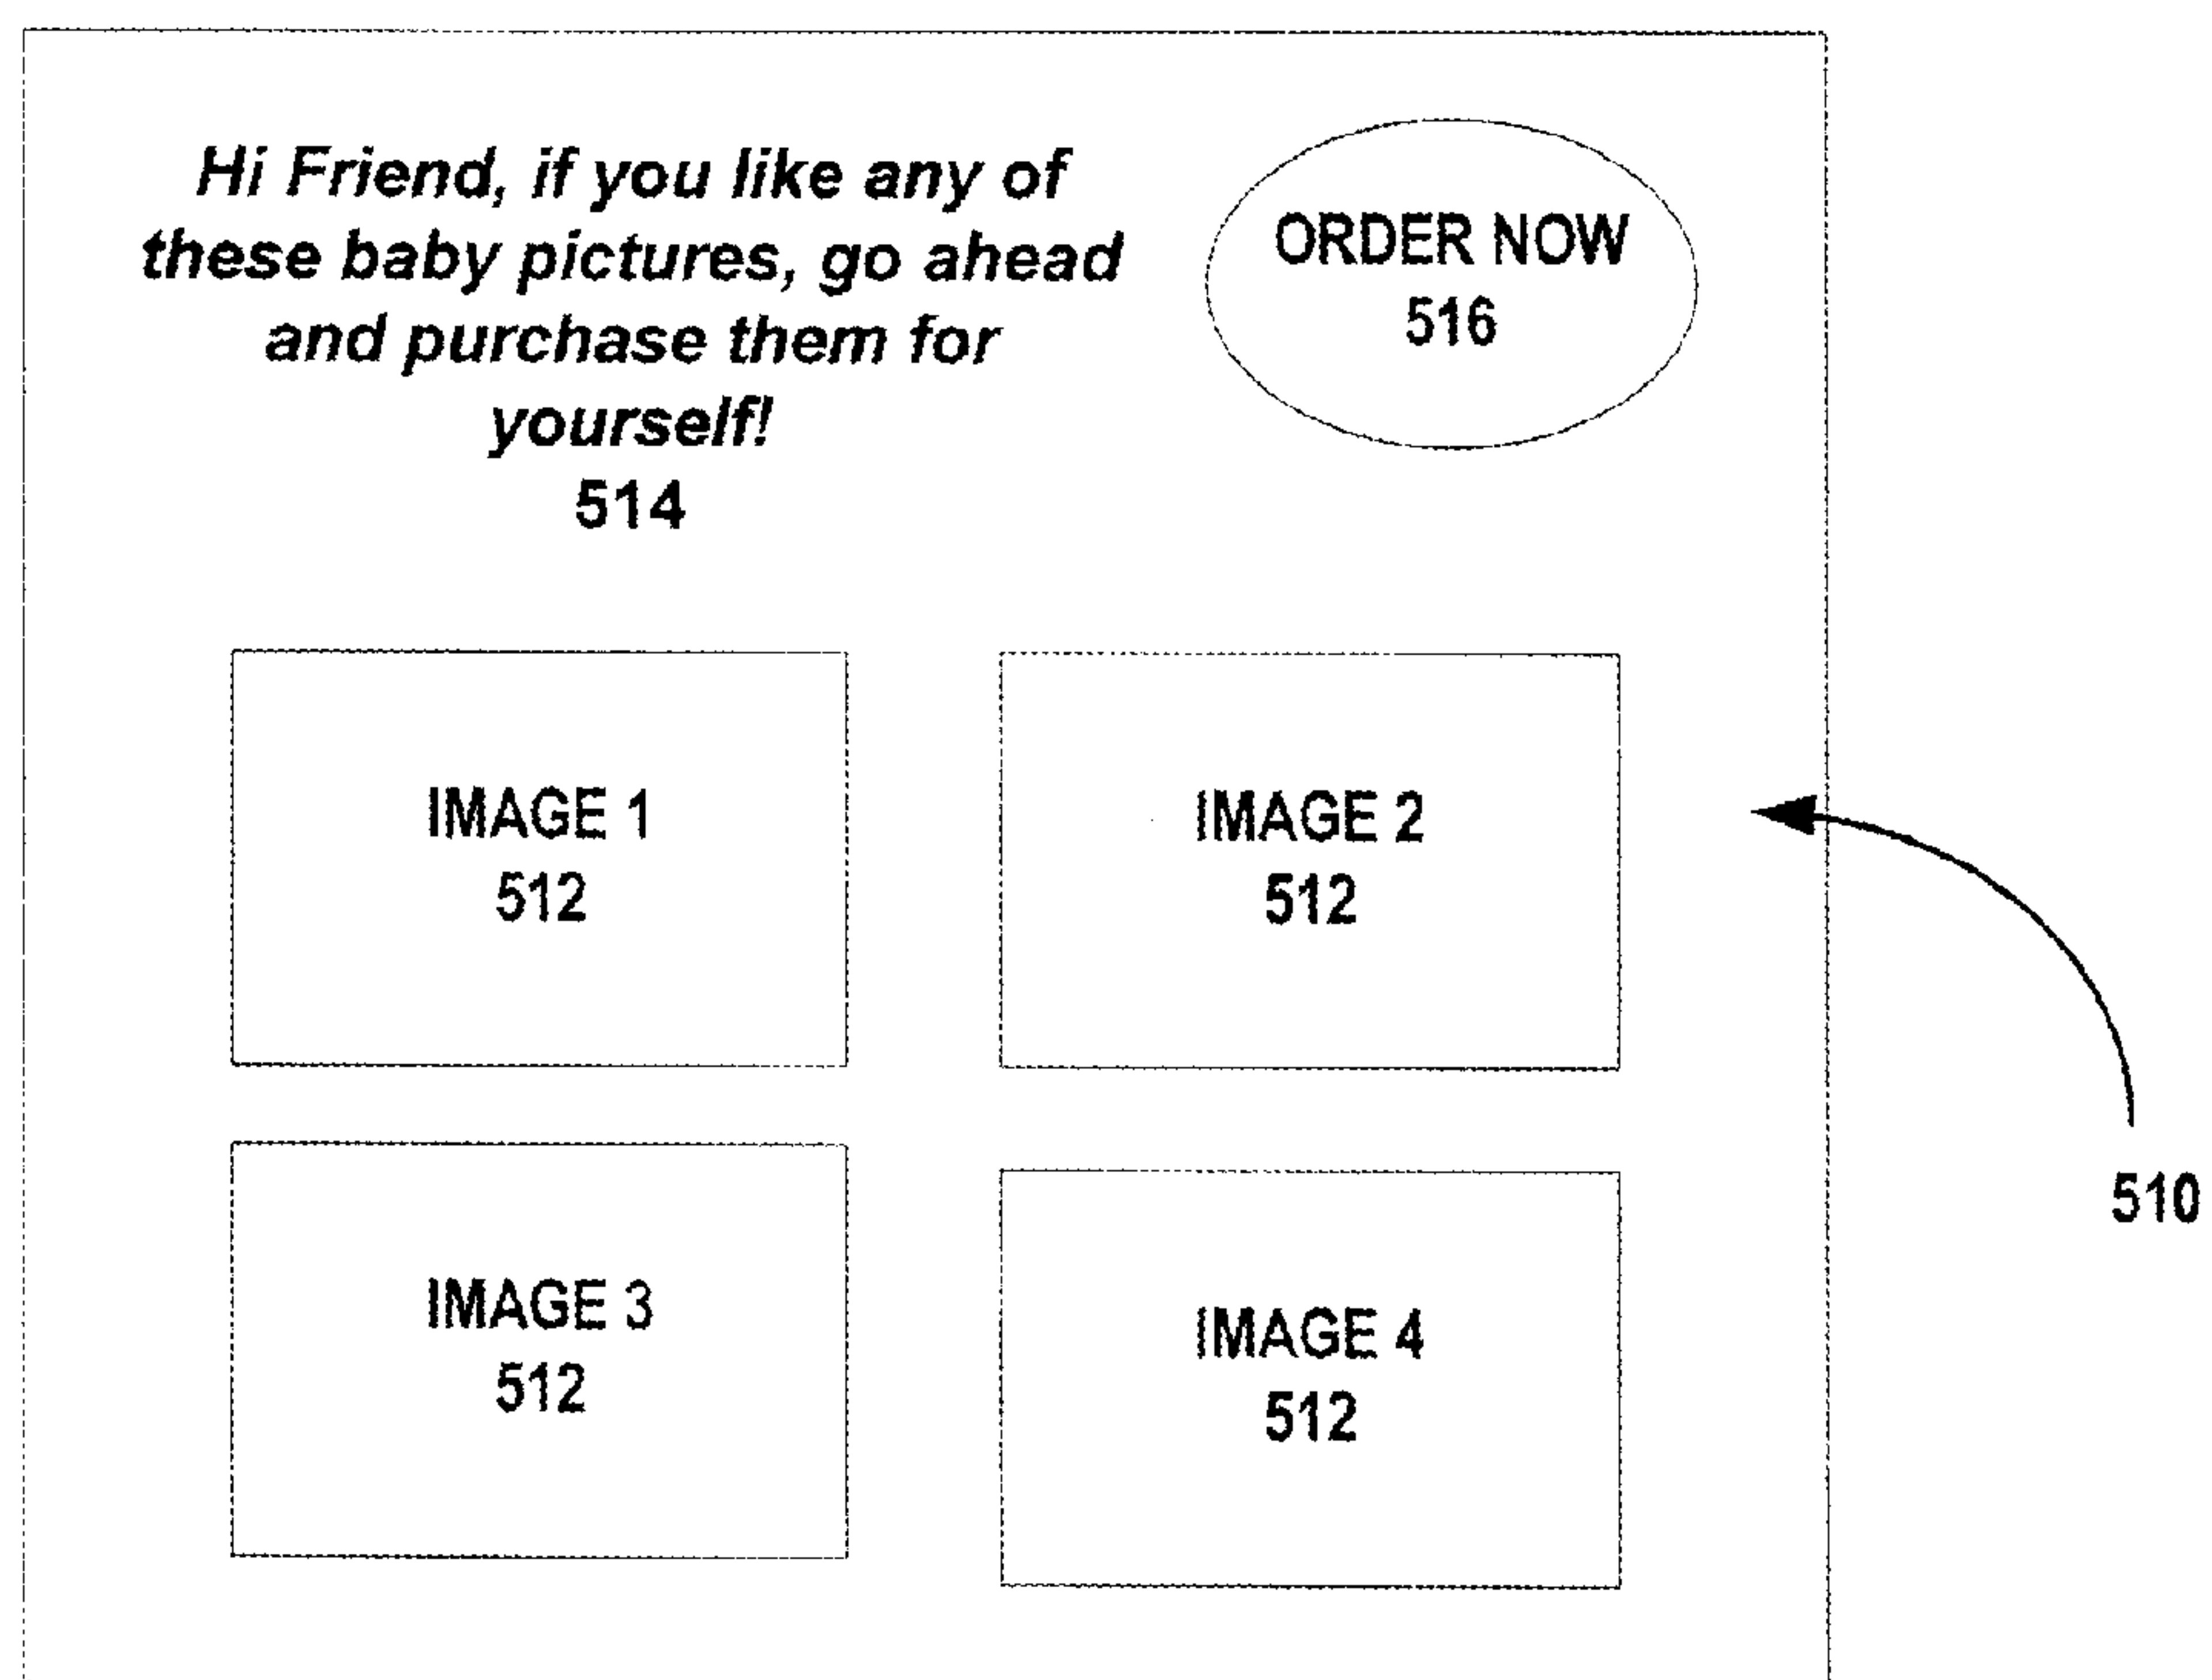 Hi Friend, if you like any of
these baby pictures, go ahead
and purchase them for
yourself!
514
ORDER NOW
516
IMAGE 1
512
IMAGE 2
512
IMAGE 3
512
IMAGE 4
512
510